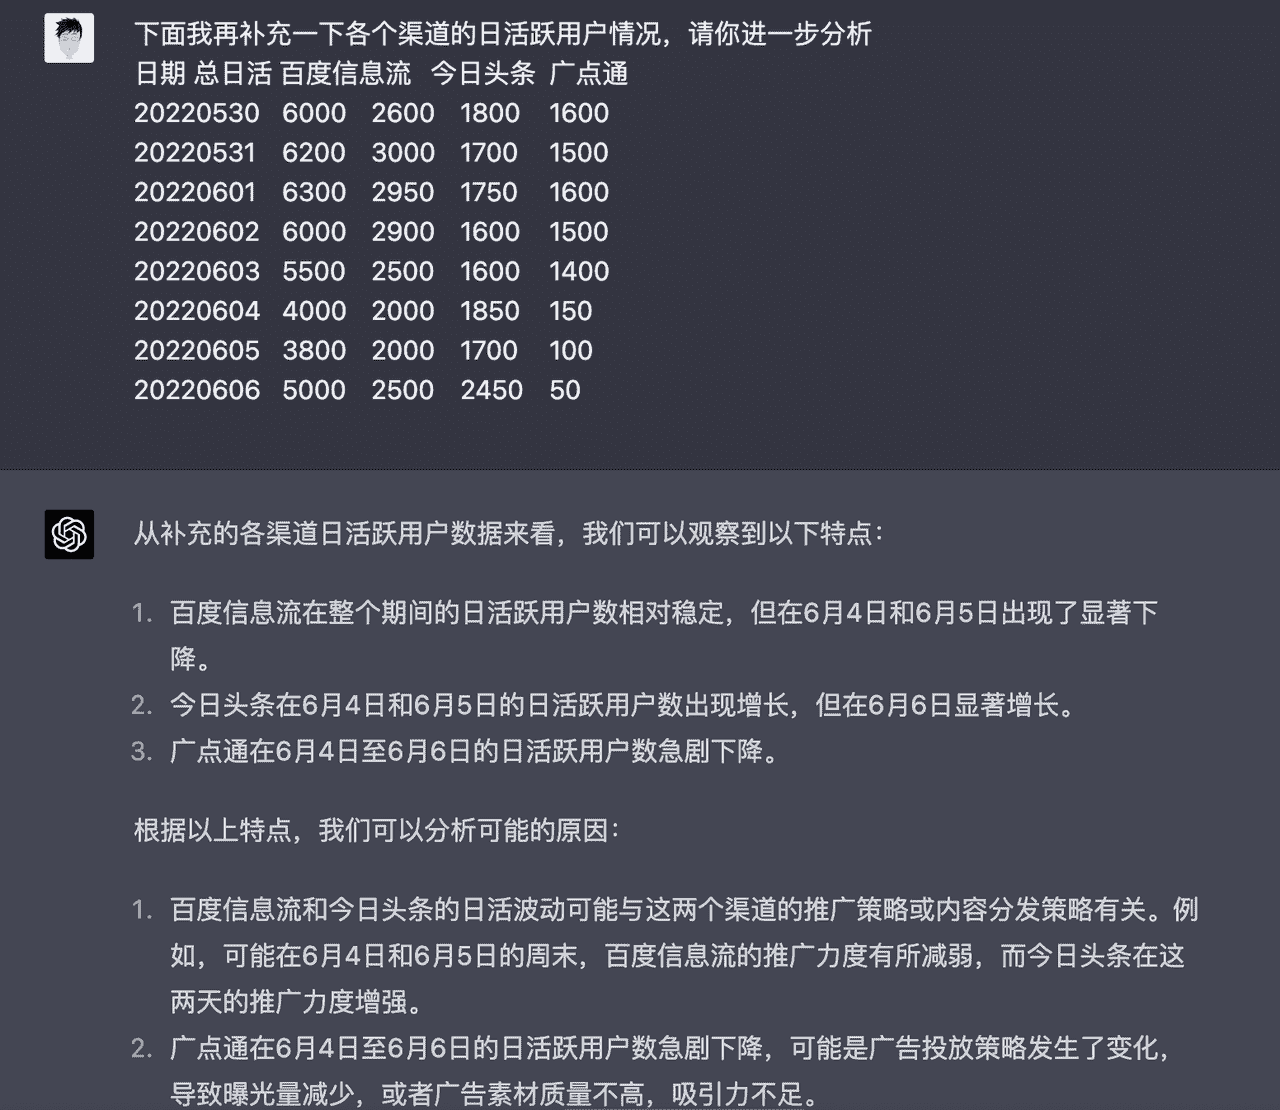 下面我再补充一下各个渠道的日活跃用户情况，请你进一步分析
日期 总日活 百度信息流 今日头条 广点通
20220530 6000 2600 1800 1600
20220531 6200 3000 1700 1500
20220601 6300 2950 1750 1600
20220602 6000 2900 1600 1500
20220603 5500 2500 1600 1400
20220604 4000 2000 1850 150
20220605 3800 2000 1700 100
20220606 5000 2500 2450 50
从补充的各渠道日活跃用户数据来看，我们可以观察到以下特点：
1. 百度信息流在整个期间的日活跃用户数相对稳定，但在6月4日和6月5日出现了显著下
降。
2. 今日头条在6月4日和6月5日的日活跃用户数出现增长，但在6月6日显著增长。
3. 广点通在6月4日至6月6日的日活跃用户数急剧下降。
根据以上特点，我们可以分析可能的原因：
1. 百度信息流和今日头条的日活波动可能与这两个渠道的推广策略或内容分发策略有关。例
如，可能在6月4日和6月5日的周末，百度信息流的推广力度有所减弱，而今日头条在这
两天的推广力度增强。
2. 广点通在6月4日至6月6日的日活跃用户数急剧下降，可能是广告投放策略发生了变化，
导致曝光量减少，或者广告素材质量不高，吸引力不足。